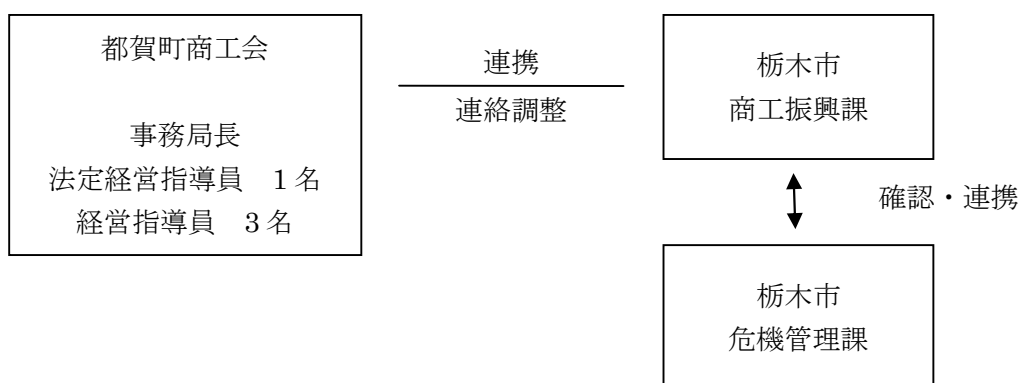 都賀町商工会
事務局長
法定経営指導員 1名
経営指導員 3名
連携
連絡調整
栃木市
商工振興課
確認・連携
栃木市
危機管理課